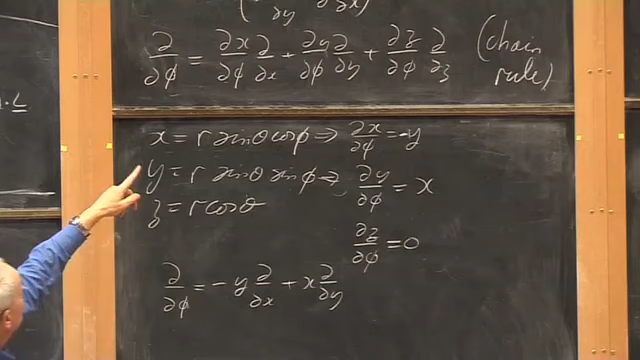 ∂y ∂x
∂/∂φ = ∂x/∂φ ∂/∂x + ∂y/∂φ ∂/∂y + ∂z/∂φ ∂/∂z (chain rule)
x = r sinθ cosφ ⇒ ∂x/∂φ = -y
y = r sinθ sinφ ⇒ ∂y/∂φ = x
z = r cosθ
∂z/∂φ = 0
∂/∂φ = -y ∂/∂x + x ∂/∂y